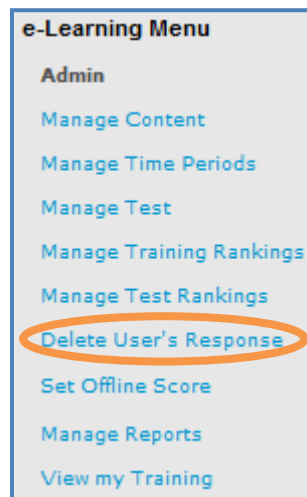 e-Learning Menu
Admin
Manage Content
Manage Time Periods
Manage Test
Manage Training Rankings
Manage Test Rankings
Delete User's Response
Set Offline Score
Manage Reports
View my Training